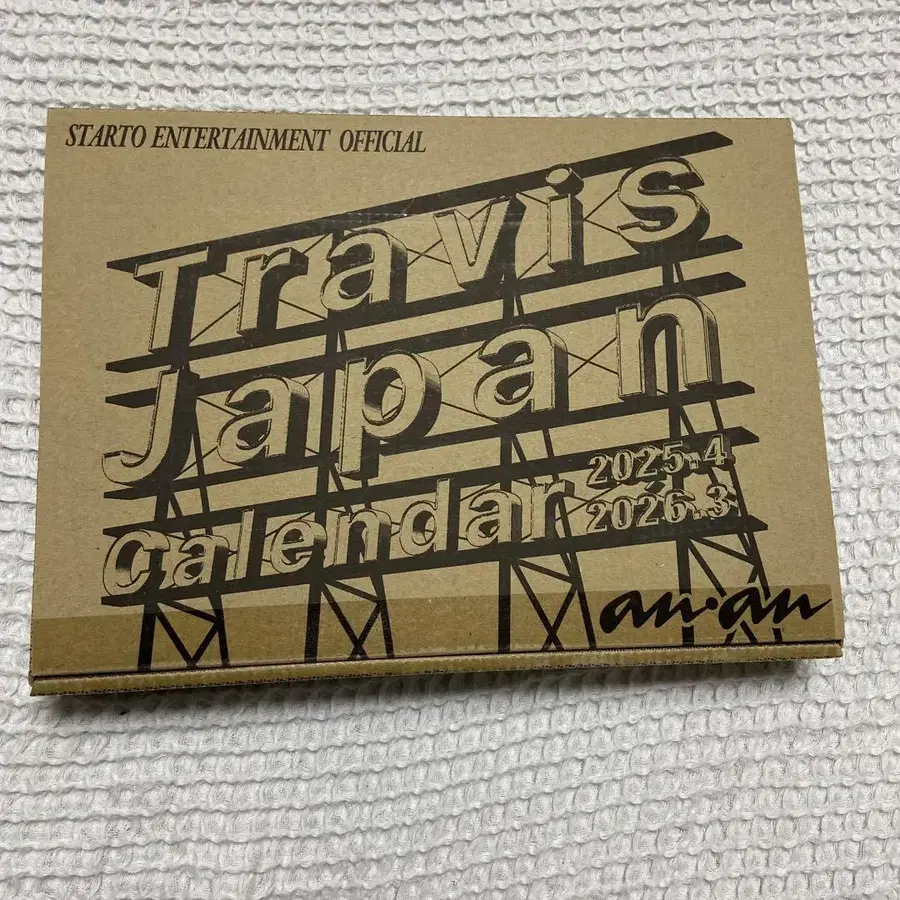 STARTO ENTERTAINMENT OFFICIAL
Travis
Japan
calendar
2025.4
2026.3
an·an